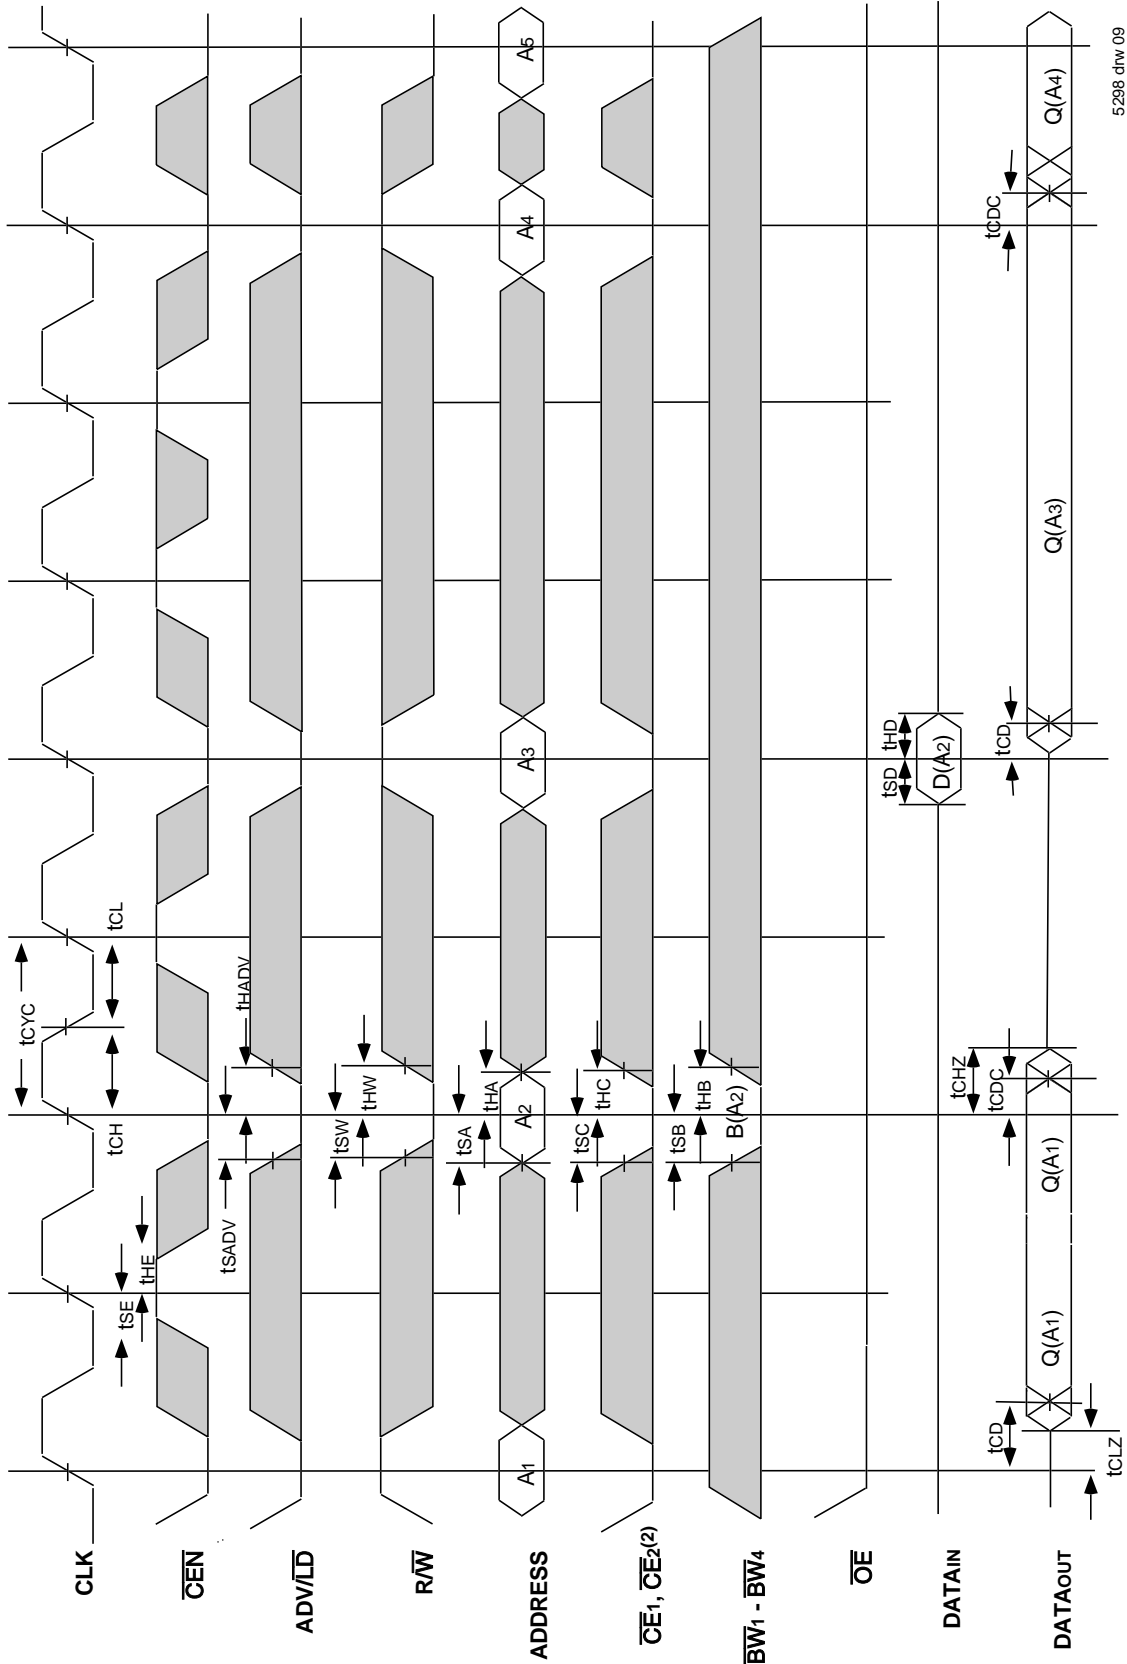 CLK
tCYC
tCH
tCL
tSE
tHE
CEN
tSADV
tHADV
ADV/LD
tSW
tHW
R/W
tSA
tHA
ADDRESS
A1
A2
A3
A4
A5
tSC
tHC
CE1, CE2(2)
tSB
tHB
B(A2)
BW1 - BW4
OE
tSD
tHD
D(A2)
DATAIN
tCD
tCLZ
tCHZ
tCDC
tCD
tCDC
Q(A1)
Q(A1)
Q(A3)
Q(A4)
DATAOUT
5298 drw 09